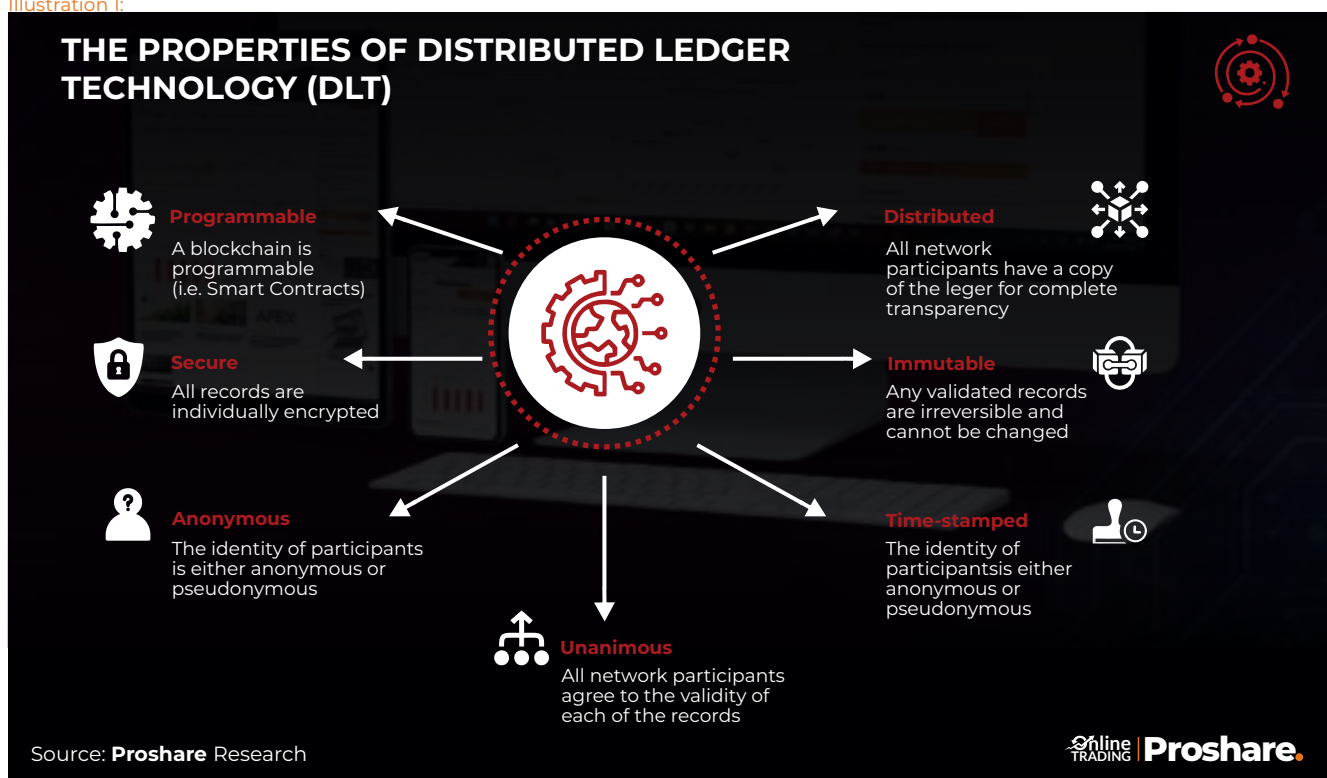 Illustration 1:
THE PROPERTIES OF DISTRIBUTED LEDGER
TECHNOLOGY (DLT)
Programmable
A blockchain is
programmable
(i.e. Smart Contracts)
Secure
All records are
individually encrypted
Anonymous
The identity of participants
is either anonymous or
pseudonymous
Unanimous
All network participants
agree to the validity of
each of the records
Distributed
All network
participants have a copy
of the leger for complete
transparency
Immutable
Any validated records
are irreversible and
cannot be changed
Time-stamped
The identity of
participantsis either
anonymous or
pseudonymous
?
AFEX
Source: Proshare Research
Online
TRADING
Proshare.